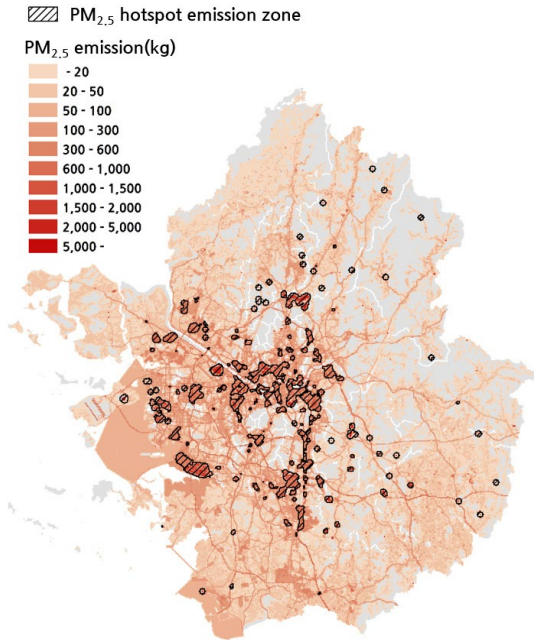 PM2.5 hotspot emission zone
PM2.5 emission(kg)
- 20
20 - 50
50 - 100
100 - 300
300 - 600
600 - 1,000
1,000 - 1,500
1,500 - 2,000
2,000 - 5,000
5,000 -